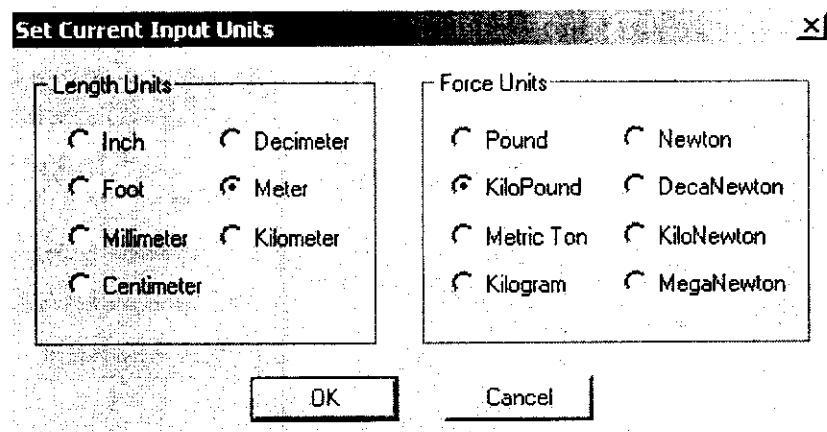 Set Current Input Units
Length Units
Inch
Decimeter
Foot
Meter
Millimeter
Kilometer
Centimeter
Force Units
Pound
Newton
KiloPound
DecaNewton
Metric Ton
KiloNewton
Kilogram
MegaNewton
OK
Cancel